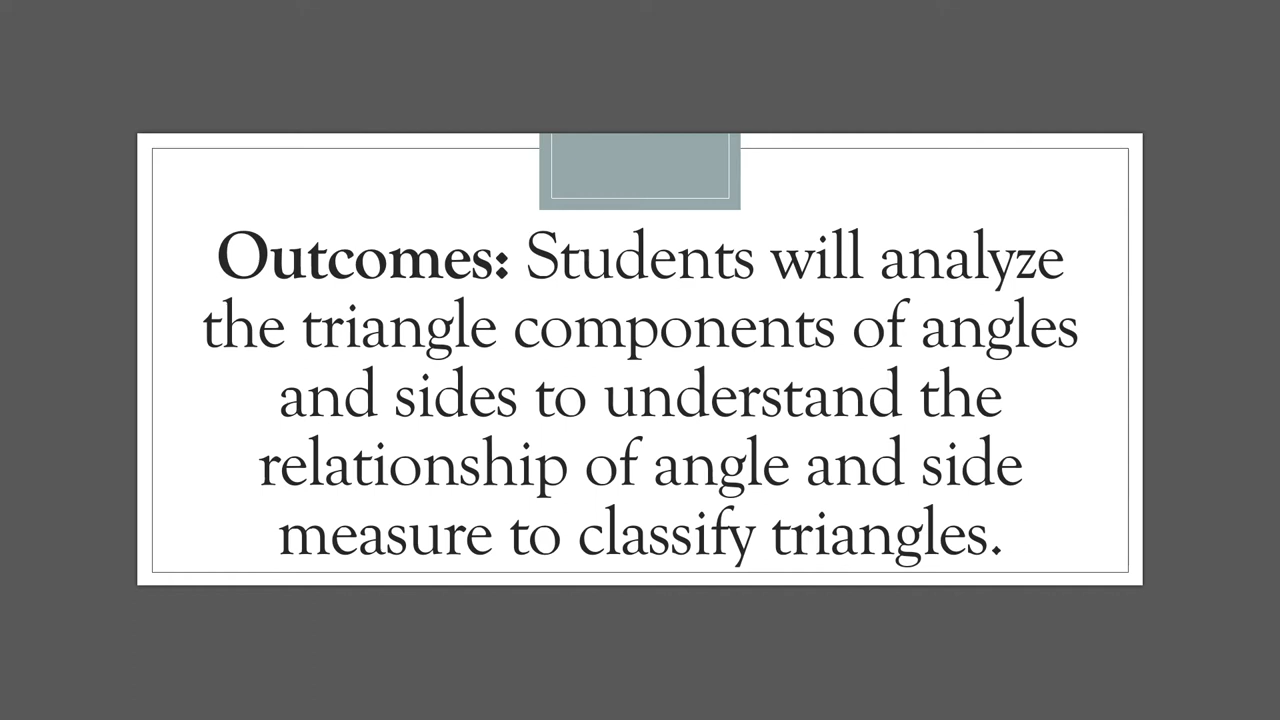 Outcomes: Students will analyze
the triangle components of angles
and sides to understand the
relationship of angle and side
measure to classify triangles.